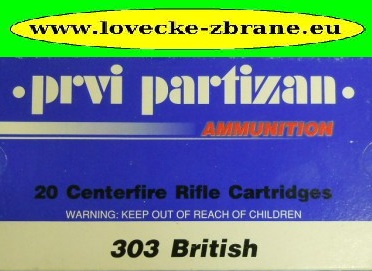 www.lovecke-zbrane.eu
•prvi partizan•
AMMUNITION
20 Centerfire Rifle Cartridges
WARNING: KEEP OUT OF REACH OF CHILDREN
303 British